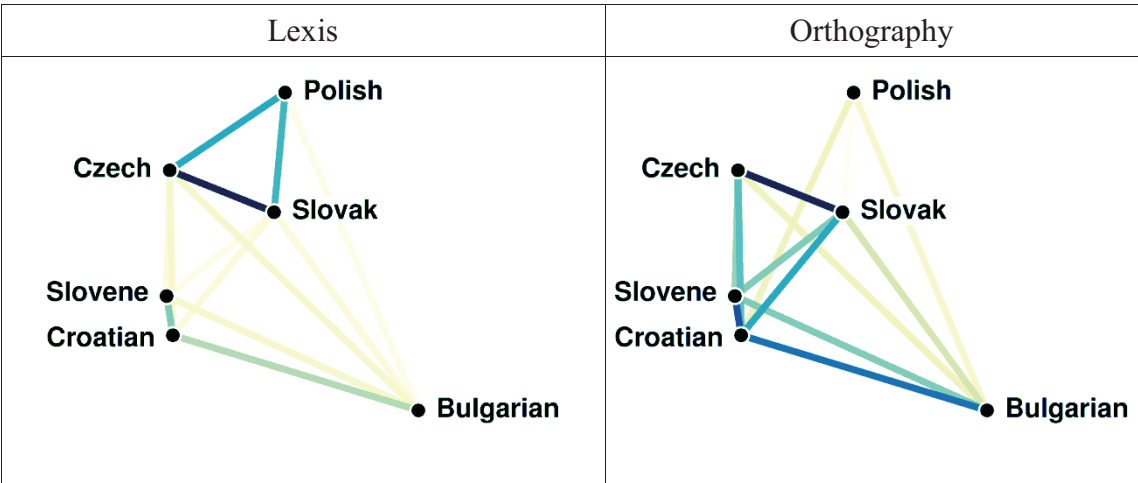 Lexis
Polish
Czech
Slovak
Slovene
Croatian
Bulgarian
Orthography
Polish
Czech
Slovak
Slovene
Croatian
Bulgarian